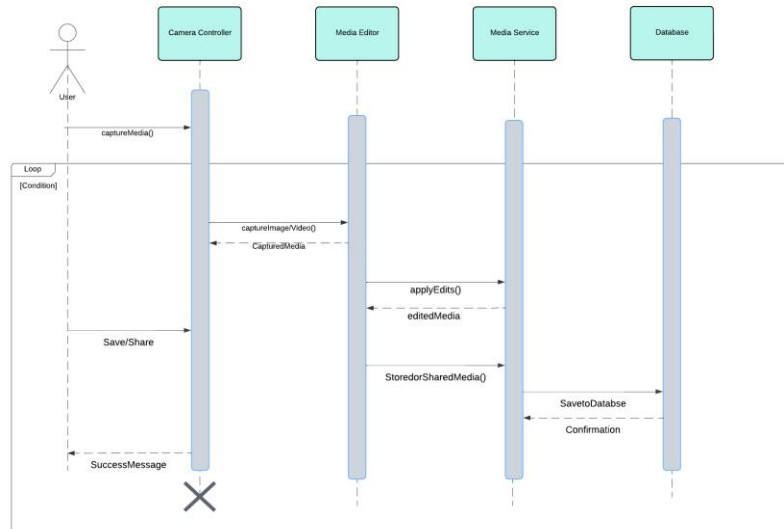 Camera Controller
Media Editor
Media Service
Database
User
captureMedia()
Loop
[Condition]
captureImage/Video()
CapturedMedia
applyEdits()
editedMedia
Save/Share
StoredorSharedMedia()
SavetoDatabse
Confirmation
SuccessMessage